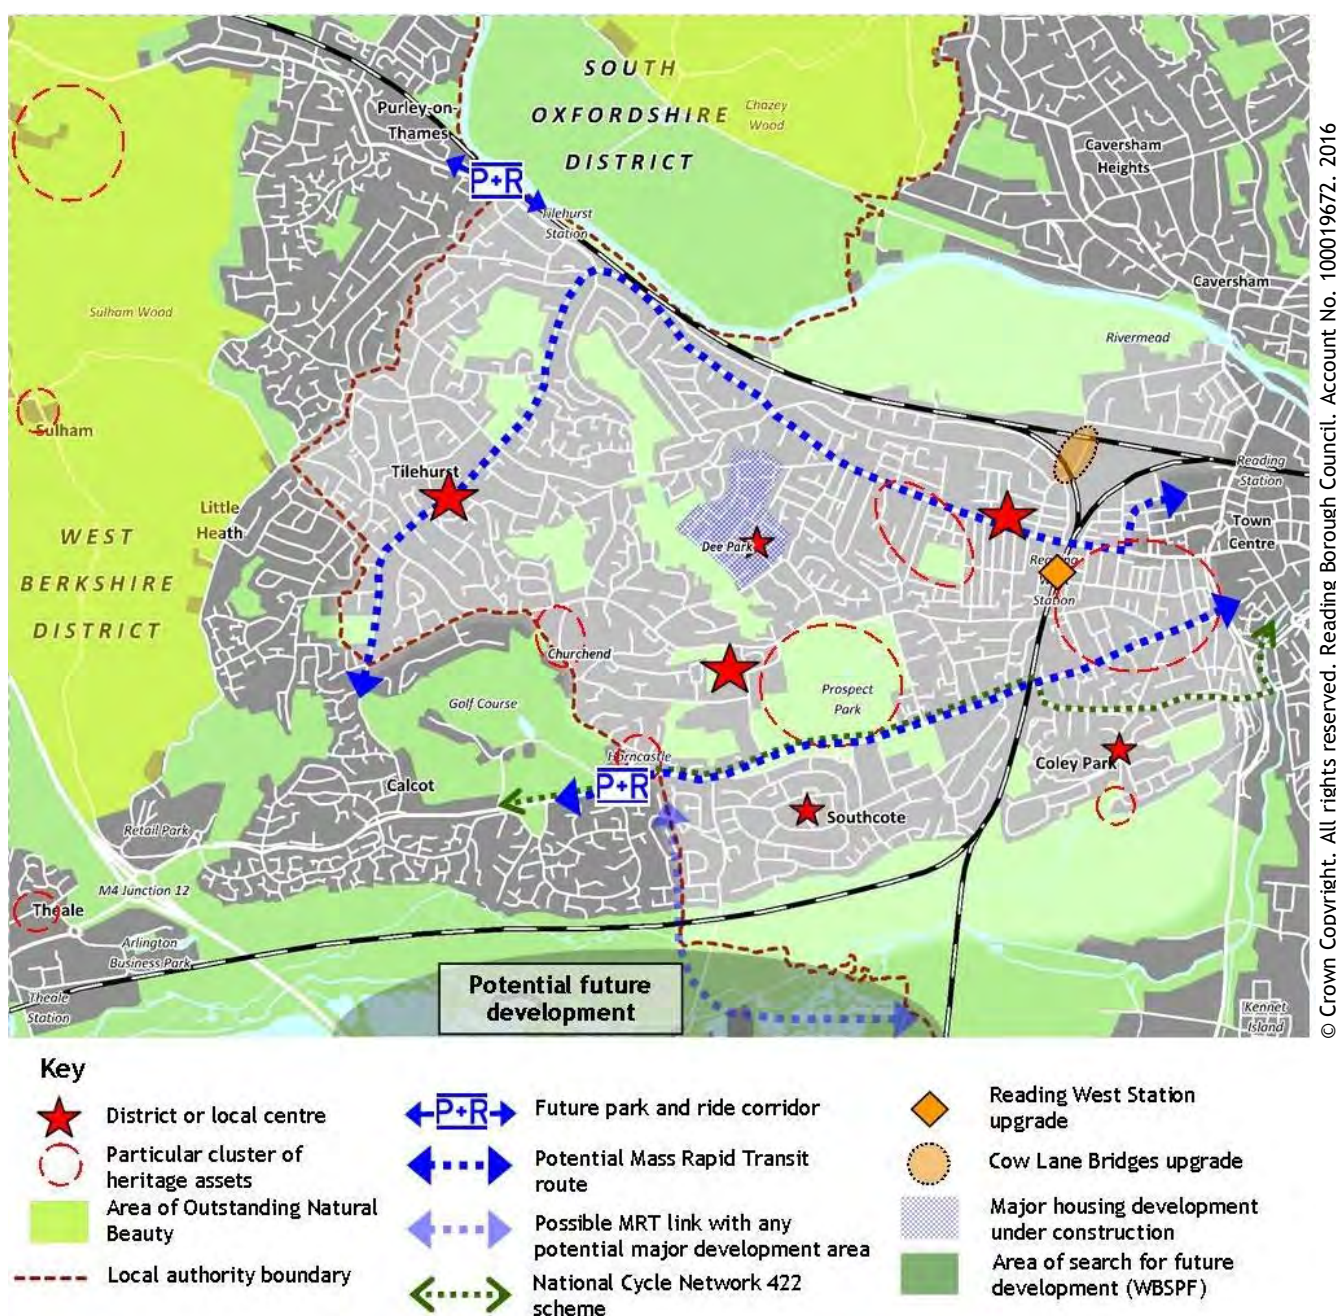 SOUTH
OXFORDSHIRE
DISTRICT
Chazey
Wood
Purley-on-
Thames
P+R
Tilehurst
Station
Caversham
Heights
Caversham
Rivermead
Sulham Wood
Sulham
Little
Heath
Tilehurst
WEST
BERKSHIRE
DISTRICT
Dee Park
Reading
Station
Town
Centre
Station
Churchend
Golf Course
Prospect
Park
Horncastle
P+R
Calcot
Coley Park
Southcote
Retail Park
M4 Junction 12
Theale
Arlington
Business Park
Theale
Station
Kennet
Island
Potential future
development
© Crown Copyright. All rights reserved. Reading Borough Council. Account No. 100019672. 2016
Key
District or local centre
Particular cluster of
heritage assets
Area of Outstanding Natural
Beauty
Local authority boundary
P+R
Future park and ride corridor
Potential Mass Rapid Transit
route
Possible MRT link with any
potential major development area
National Cycle Network 422
scheme
Reading West Station
upgrade
Cow Lane Bridges upgrade
Major housing development
under construction
Area of search for future
development (WBSPF)